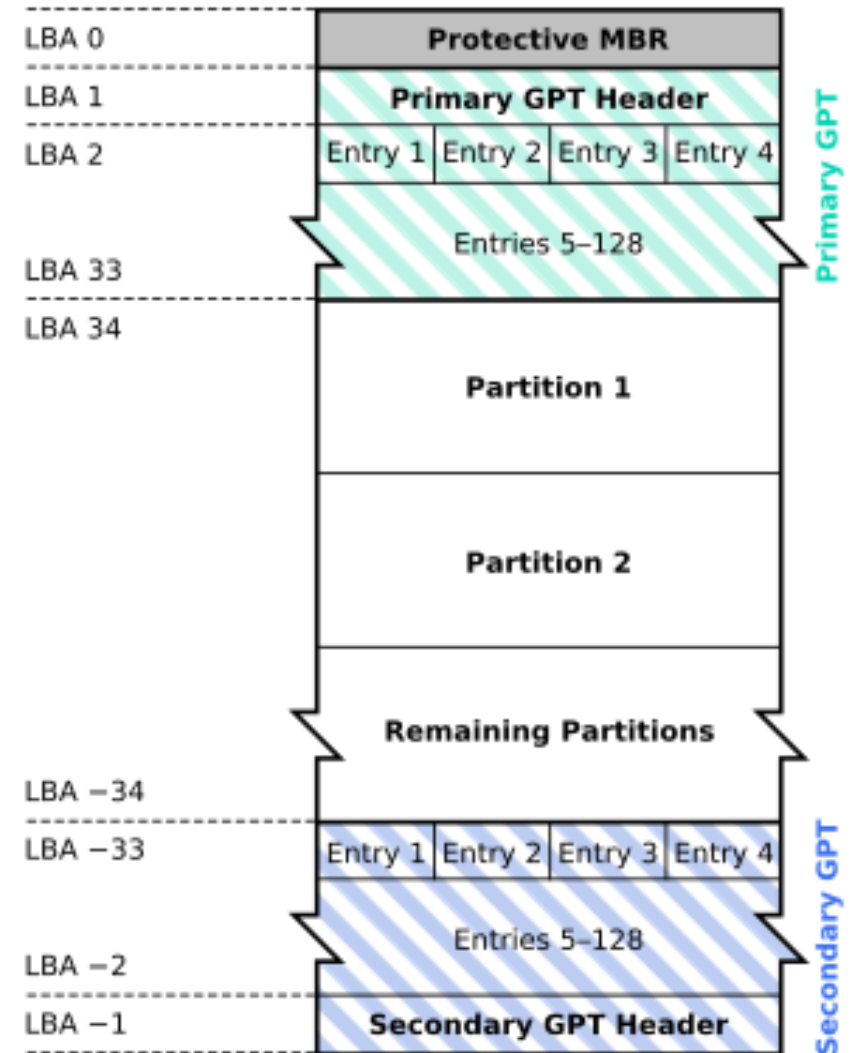 LBA 0
Protective MBR
LBA 1
Primary GPT Header
LBA 2
Entry 1
Entry 2
Entry 3
Entry 4
Entries 5–128
LBA 33
Primary GPT
LBA 34
Partition 1
Partition 2
Remaining Partitions
LBA −34
LBA −33
Entry 1
Entry 2
Entry 3
Entry 4
Entries 5–128
LBA −2
LBA −1
Secondary GPT Header
Secondary GPT